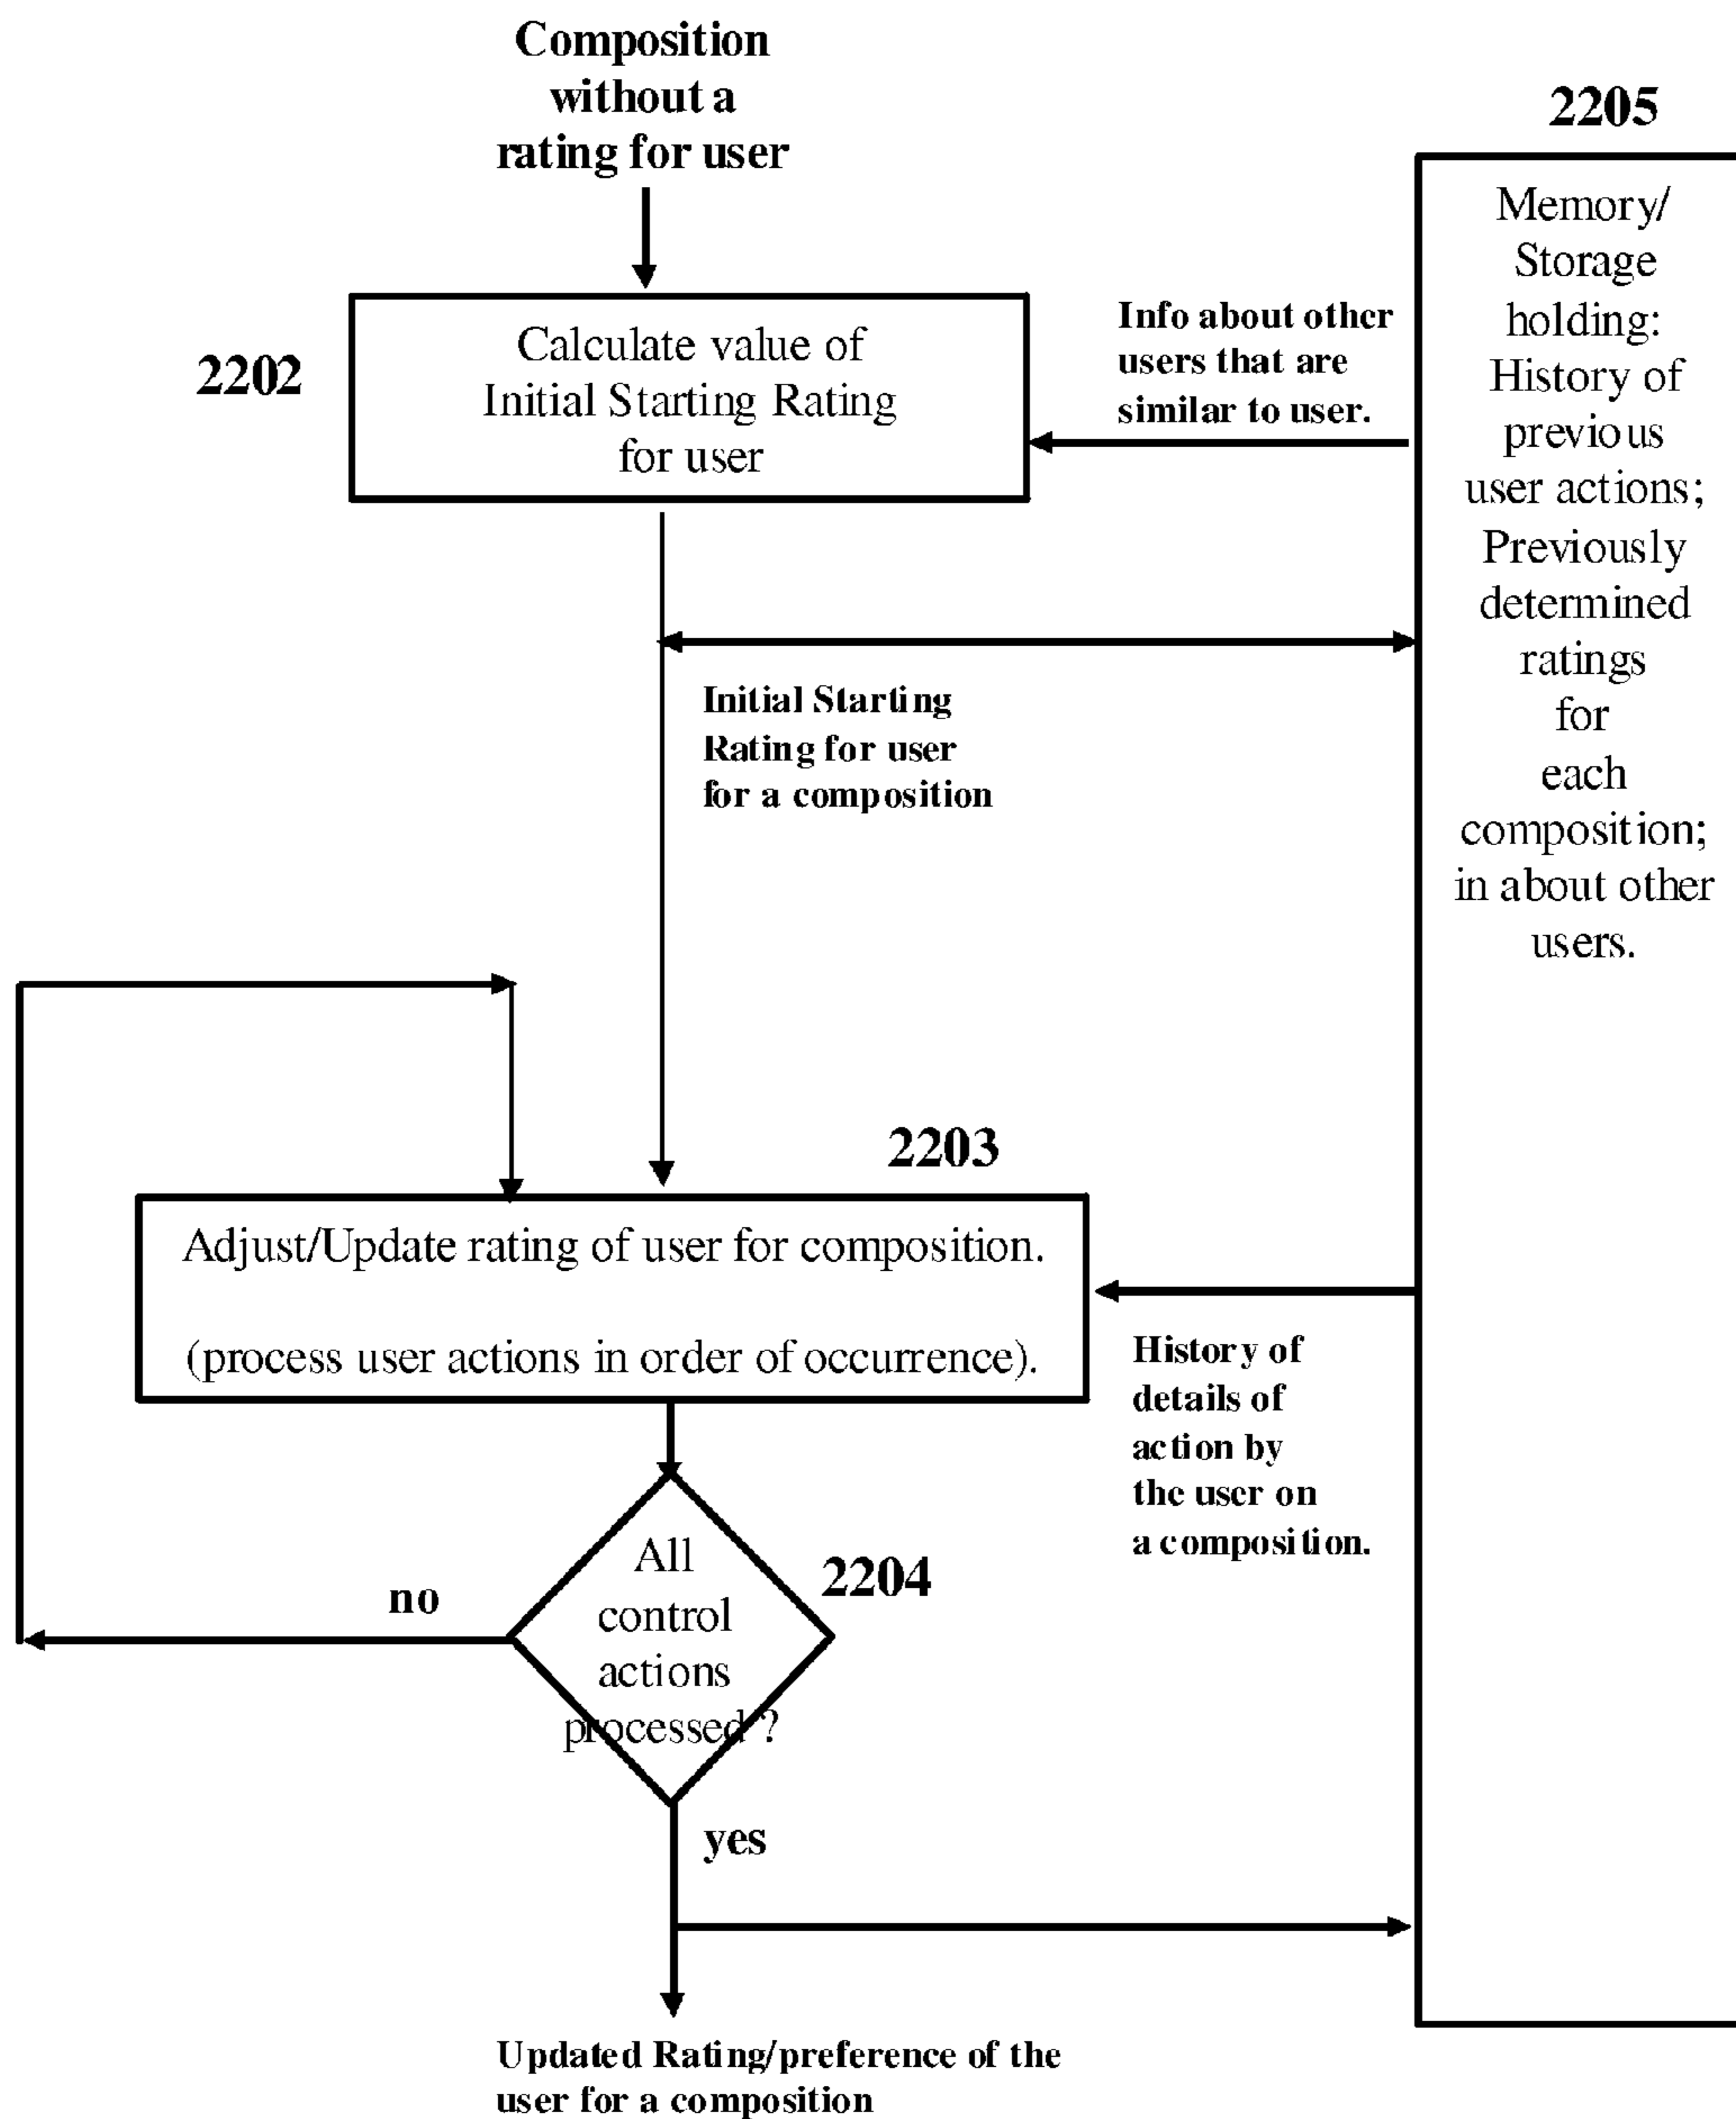 Composition
without a
rating for user
2205
2202
Calculate value of
Initial Starting Rating
for user
Info about other
users that are
similar to user.
Memory/
Storage
holding:
History of
previous
user actions;
Previously
determined
ratings
for
each
composition;
in about other
users.
Initial Starting
Rating for user
for a composition
2203
Adjust/Update rating of user for composition.
(process user actions in order of occurrence).
History of
details of
action by
the user on
a composition.
All
control
actions
processed ?
2204
no
yes
Updated Rating/preference of the
user for a composition